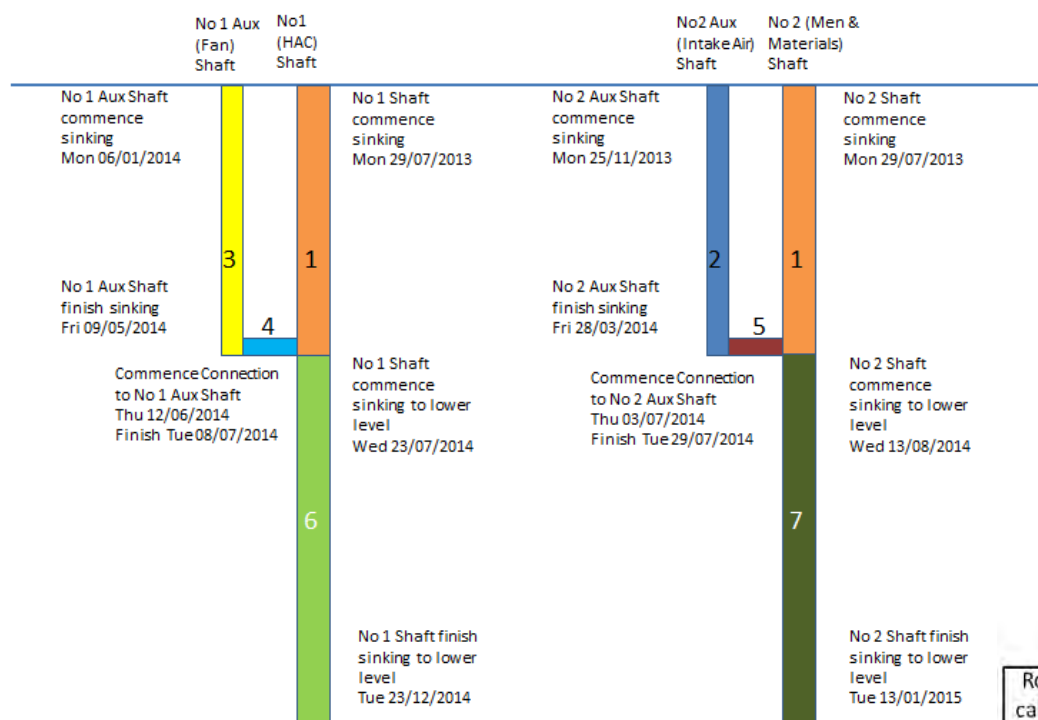 No 1 Aux
(Fan)
Shaft
No1
(HAC)
Shaft
No2 Aux
(Intake Air)
Shaft
No 2 (Men &
Materials)
Shaft
No 1 Aux Shaft
commence
sinking
Mon 06/01/2014
No 1 Shaft
commence
sinking
Mon 29/07/2013
No 2 Aux Shaft
commence
sinking
Mon 25/11/2013
No 2 Shaft
commence
sinking
Mon 29/07/2013
3
1
2
1
No 1 Aux Shaft
finish sinking
Fri 09/05/2014
4
No 2 Aux Shaft
finish sinking
Fri 28/03/2014
5
Commence Connection
to No 1 Aux Shaft
Thu 12/06/2014
Finish Tue 08/07/2014
No 1 Shaft
commence
sinking to lower
level
Wed 23/07/2014
Commence Connection
to No 2 Aux Shaft
Thu 03/07/2014
Finish Tue 29/07/2014
No 2 Shaft
commence
sinking to lower
level
Wed 13/08/2014
6
7
No 1 Shaft finish
sinking to lower
level
Tue 23/12/2014
No 2 Shaft finish
sinking to lower
level
Tue 13/01/2015